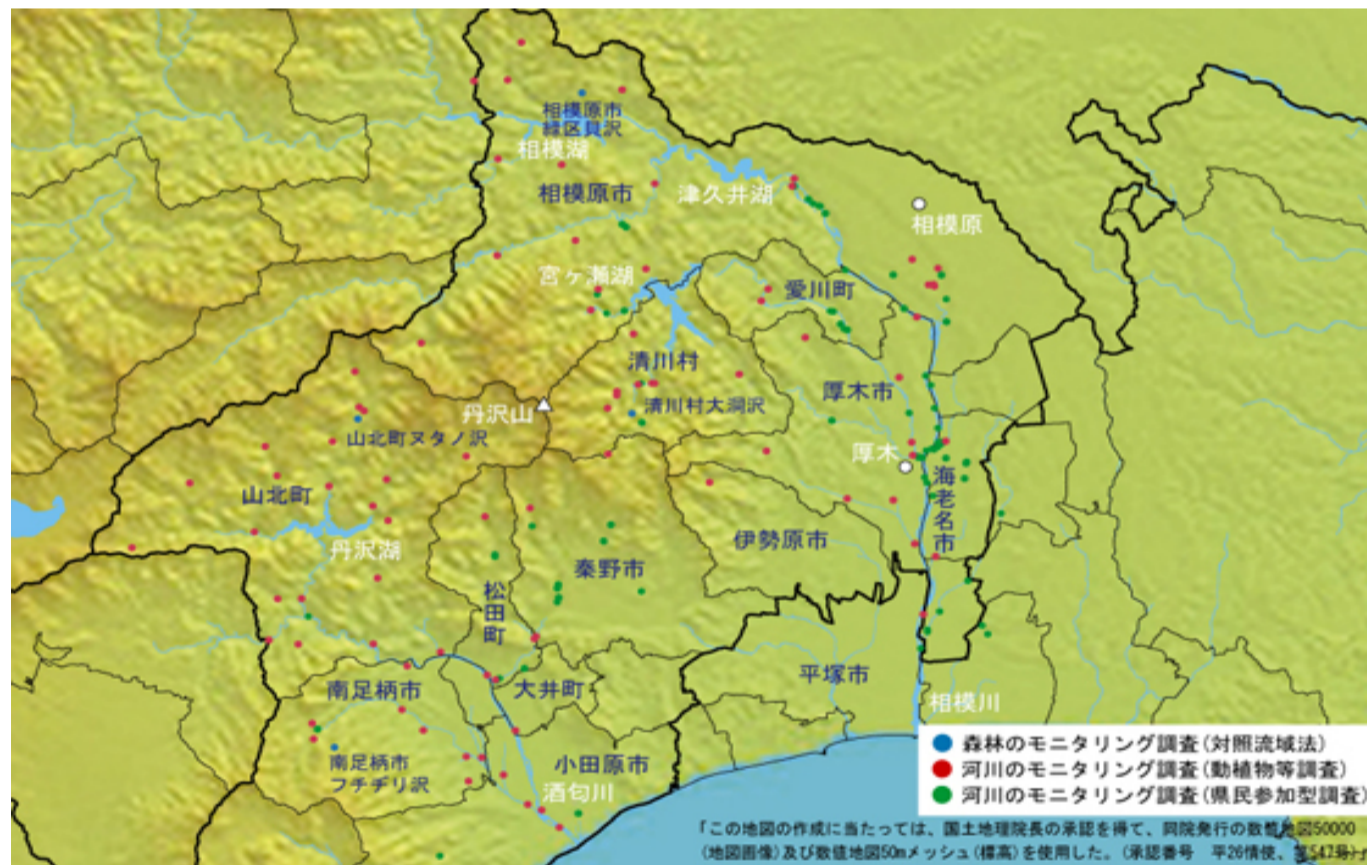 相模原市
緑区貝沢
相模湖
相模原市
津久井湖
相模原
宮ヶ瀬湖
愛川町
清川村
厚木市
丹沢山
清川村大洞沢
山北町ヌタノ沢
厚木
山北町
海老名市
丹沢湖
伊勢原市
秦野市
松田町
南足柄市
大井町
平塚市
相模川
南足柄市
フチヂリ沢
小田原市
酒匂川
森林のモニタリング調査(対照流域法)
河川のモニタリング調査(動植物等調査)
河川のモニタリング調査(県民参加型調査)
「この地図の作成に当たっては、国土地理院長の承認を得て、同院発行の数値地図50000
(地図画像)及び数値地図50mメッシュ(標高)を使用した。(承認番号 平26情使、第547号)」